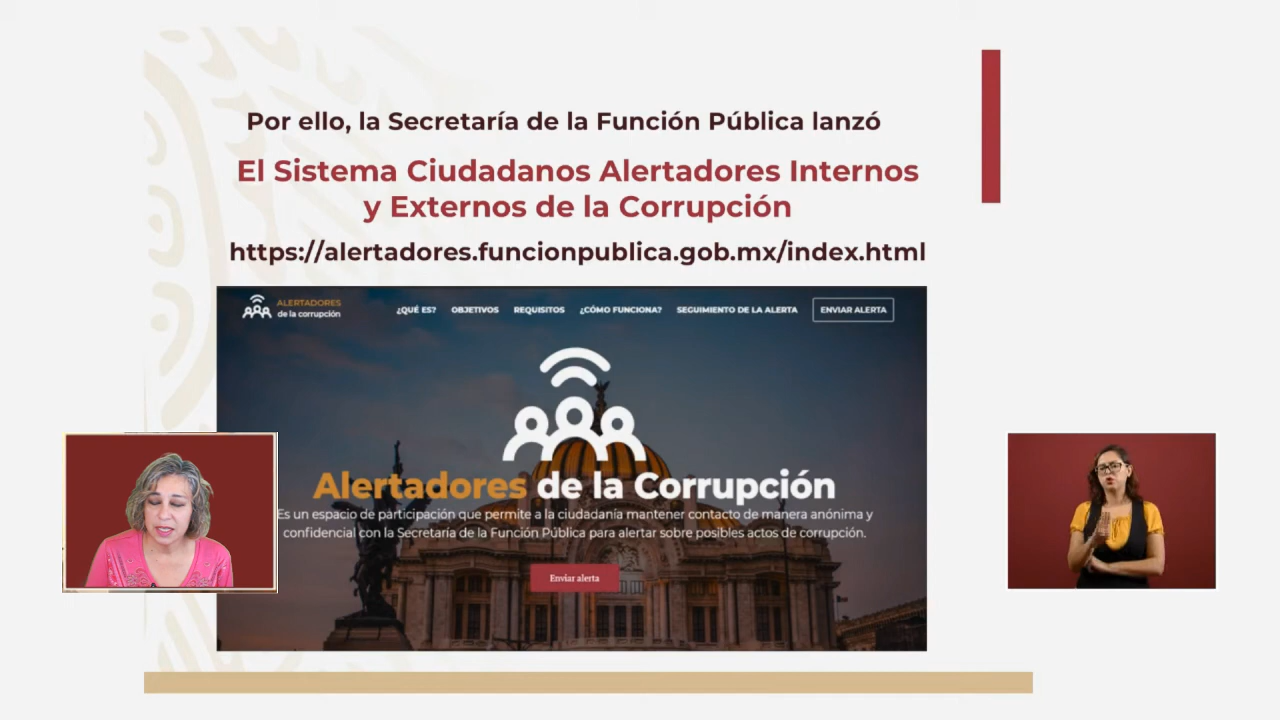 Por ello, la Secretaría de la Función Pública lanzó
El Sistema Ciudadanos Alertadores Internos
y Externos de la Corrupción
https://alertadores.funcionpublica.gob.mx/index.html
ALERTADORES
de la corrupción
¿QUÉ ES? OBJETIVOS REQUISITOS ¿CÓMO FUNCIONA? SEGUIMIENTO DE LA ALERTA ENVIAR ALERTA
Alertadores de la Corrupción
Es un espacio de participación que permite a la ciudadanía mantener contacto de manera anónima y
confidencial con la Secretaría de la Función Pública para alertar sobre posibles actos de corrupción.
Enviar alerta